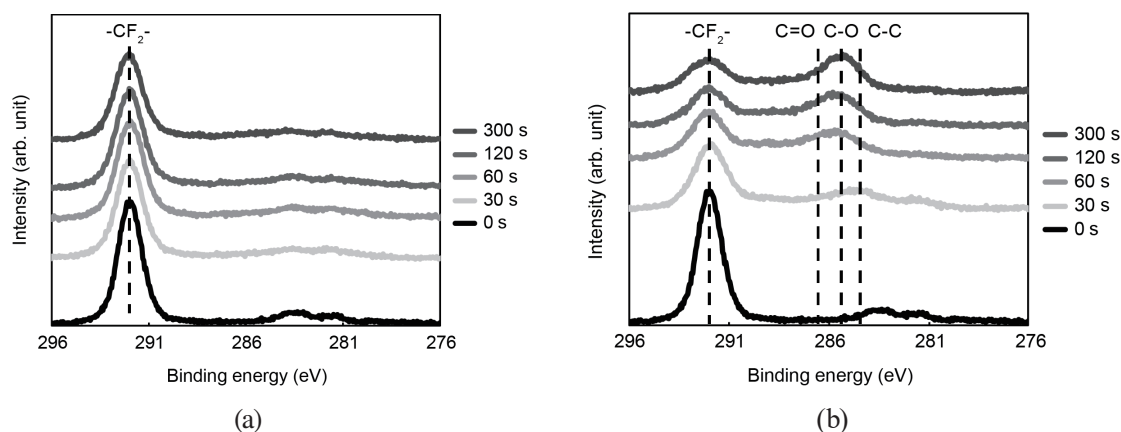 -CF₂-
Intensity (arb. unit)
300 s
120 s
60 s
30 s
0 s
296 291 286 281 276
Binding energy (eV)
(a)
-CF₂- C=O C-O C-C
Intensity (arb. unit)
300 s
120 s
60 s
30 s
0 s
296 291 286 281 276
Binding energy (eV)
(b)